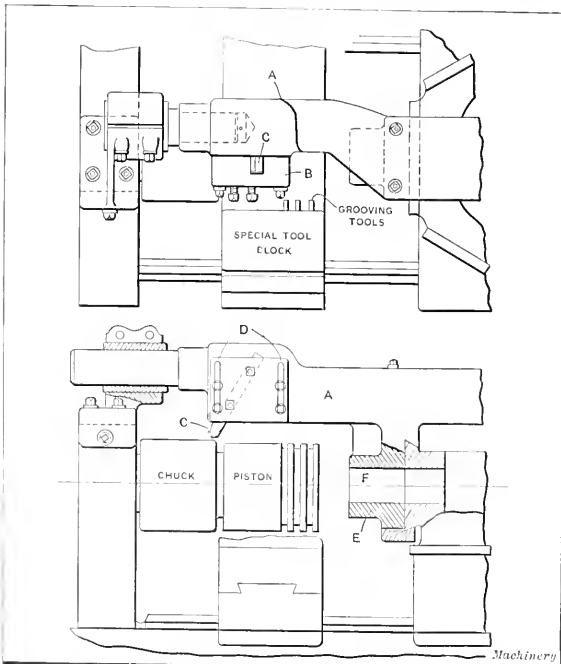 A
C
B
GROOVING
TOOLS
SPECIAL TOOL
BLOCK
D
A
C
CHUCK
PISTON
F
E
Machinery